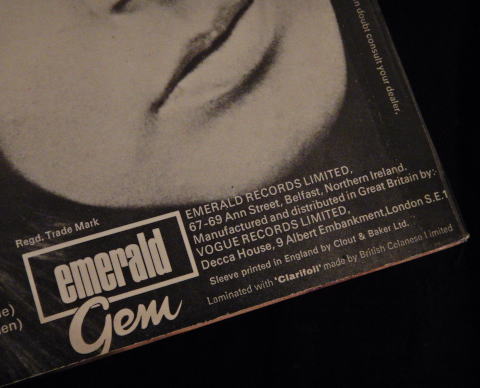 n doubt consult your dealer.
Regd. Trade Mark
emerald
Gem
EMERALD RECORDS LIMITED,
67-69 Ann Street, Belfast, Northern Ireland.
Manufactured and distributed in Great Britain by:
VOGUE RECORDS LIMITED,
Decca House, 9 Albert Embankment, London S.E.1
Sleeve printed in England by Clout & Baker Ltd.
Laminated with 'Clarifoil' made by British Celanese Limited
e)
en)